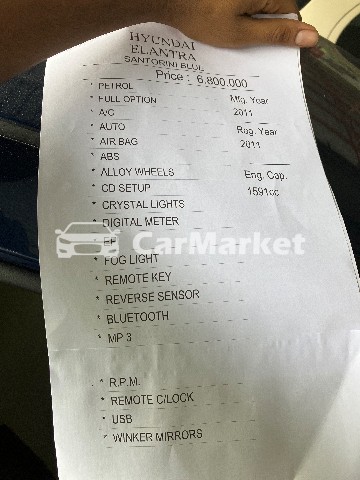 HYUNDAI
ELANTRA
SANTORINI BLUE
Price : 6,800,000
* PETROL
* FULL OPTION Mfg. Year
* A/C 2011
* AUTO Rug. Year
* AIR BAG 2011
* ABS
* ALLOY WHEELS Eng. Cap.
* CD SETUP 1591cc
* CRYSTAL LIGHTS
* DIGITAL METER
CarMarket
* FOG LIGHT
* REMOTE KEY
* REVERSE SENSOR
* BLUETOOTH
* MP 3
* R.P.M.
* REMOTE C/LOCK
* USB
* WINKER MIRRORS